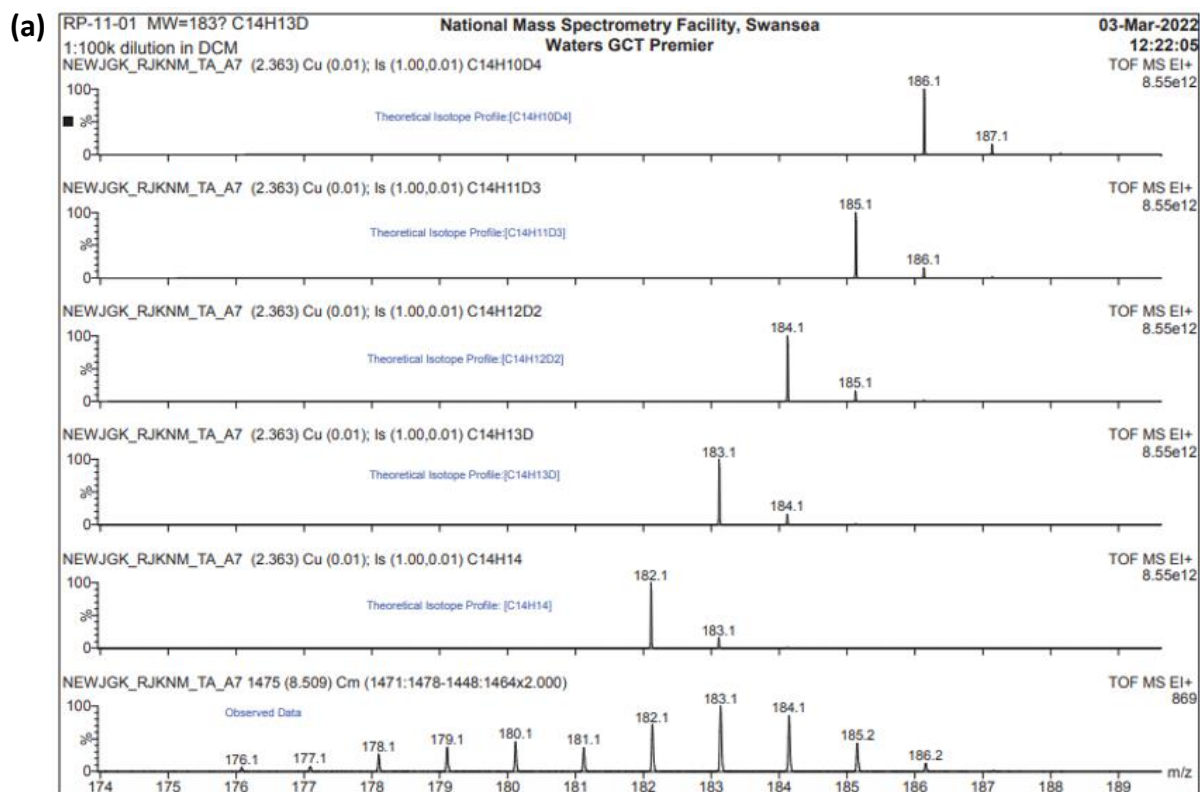 (a)
RP-11-01 MW=183? C14H13D National Mass Spectrometry Facility, Swansea 03-Mar-2022
1:100k dilution in DCM Waters GCT Premier 12:22:05
NEWJGK_RJKNM_TA_A7 (2.363) Cu (0.01); Is (1.00,0.01) C14H10D4 TOF MS EI+
8.55e12
100 186.1
Theoretical Isotope Profile:[C14H10D4]
%
187.1
0
NEWJGK_RJKNM_TA_A7 (2.363) Cu (0.01); Is (1.00,0.01) C14H11D3 TOF MS EI+
8.55e12
100 185.1
Theoretical Isotope Profile:[C14H11D3]
%
186.1
0
NEWJGK_RJKNM_TA_A7 (2.363) Cu (0.01); Is (1.00,0.01) C14H12D2 TOF MS EI+
8.55e12
100 184.1
Theoretical Isotope Profile:[C14H12D2]
%
185.1
0
NEWJGK_RJKNM_TA_A7 (2.363) Cu (0.01); Is (1.00,0.01) C14H13D TOF MS EI+
8.55e12
100 183.1
Theoretical Isotope Profile:[C14H13D]
%
184.1
0
NEWJGK_RJKNM_TA_A7 (2.363) Cu (0.01); Is (1.00,0.01) C14H14 TOF MS EI+
8.55e12
100 182.1
Theoretical Isotope Profile: [C14H14]
%
183.1
0
NEWJGK_RJKNM_TA_A7 1475 (8.509) Cm (1471:1478-1448:1464x2.000) TOF MS EI+
869
100 Observed Data
%
176.1 177.1 178.1 179.1 180.1 181.1 182.1 183.1 184.1 185.2 186.2
0 m/z
174 175 176 177 178 179 180 181 182 183 184 185 186 187 188 189